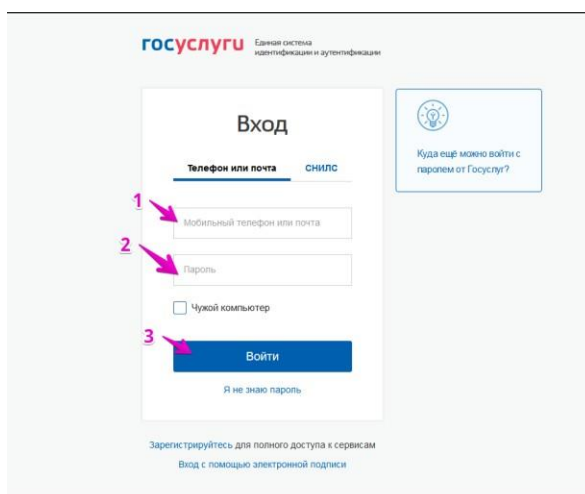 госуслуги
Единая система
идентификации и аутентификации
Вход
Телефон или почта
СНИЛС
Куда ещё можно войти с
паролем от Госуслуг?
1
Мобильный телефон или почта
2
Пароль
Чужой компьютер
3
Войти
Я не знаю пароль
Зарегистрируйтесь для полного доступа к сервисам
Вход с помощью электронной подписи